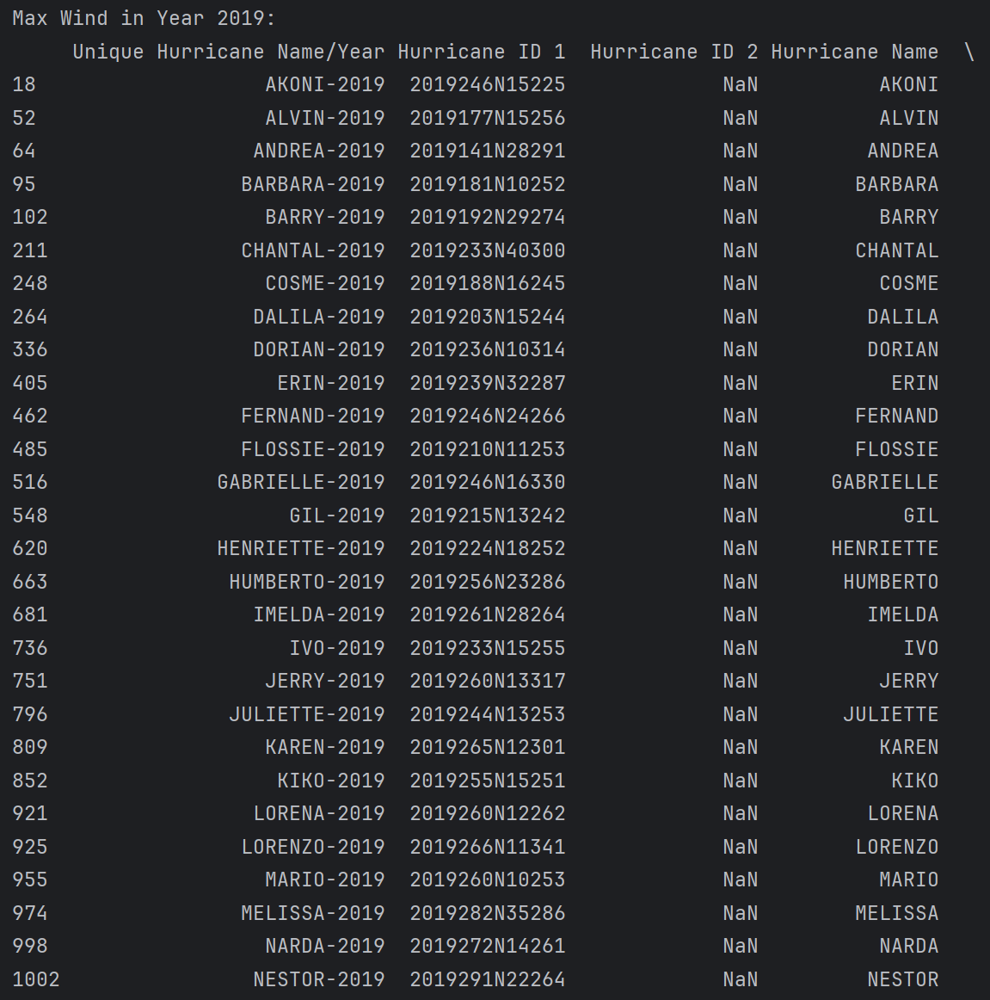 Max Wind in Year 2019:
Unique Hurricane Name/Year Hurricane ID 1 Hurricane ID 2 Hurricane Name \
18 AKONI-2019 2019246N15225 NaN AKONI
52 ALVIN-2019 2019177N15256 NaN ALVIN
64 ANDREA-2019 2019141N28291 NaN ANDREA
95 BARBARA-2019 2019181N10252 NaN BARBARA
102 BARRY-2019 2019192N29274 NaN BARRY
211 CHANTAL-2019 2019233N40300 NaN CHANTAL
248 COSME-2019 2019188N16245 NaN COSME
264 DALILA-2019 2019203N15244 NaN DALILA
336 DORIAN-2019 2019236N10314 NaN DORIAN
405 ERIN-2019 2019239N32287 NaN ERIN
462 FERNAND-2019 2019246N24266 NaN FERNAND
485 FLOSSIE-2019 2019210N11253 NaN FLOSSIE
516 GABRIELLE-2019 2019246N16330 NaN GABRIELLE
548 GIL-2019 2019215N13242 NaN GIL
620 HENRIETTE-2019 2019224N18252 NaN HENRIETTE
663 HUMBERTO-2019 2019256N23286 NaN HUMBERTO
681 IMELDA-2019 2019261N28264 NaN IMELDA
736 IVO-2019 2019233N15255 NaN IVO
751 JERRY-2019 2019260N13317 NaN JERRY
796 JULIETTE-2019 2019244N13253 NaN JULIETTE
809 KAREN-2019 2019265N12301 NaN KAREN
852 KIKO-2019 2019255N15251 NaN KIKO
921 LORENA-2019 2019260N12262 NaN LORENA
925 LORENZO-2019 2019266N11341 NaN LORENZO
955 MARIO-2019 2019260N10253 NaN MARIO
974 MELISSA-2019 2019282N35286 NaN MELISSA
998 NARDA-2019 2019272N14261 NaN NARDA
1002 NESTOR-2019 2019291N22264 NaN NESTOR